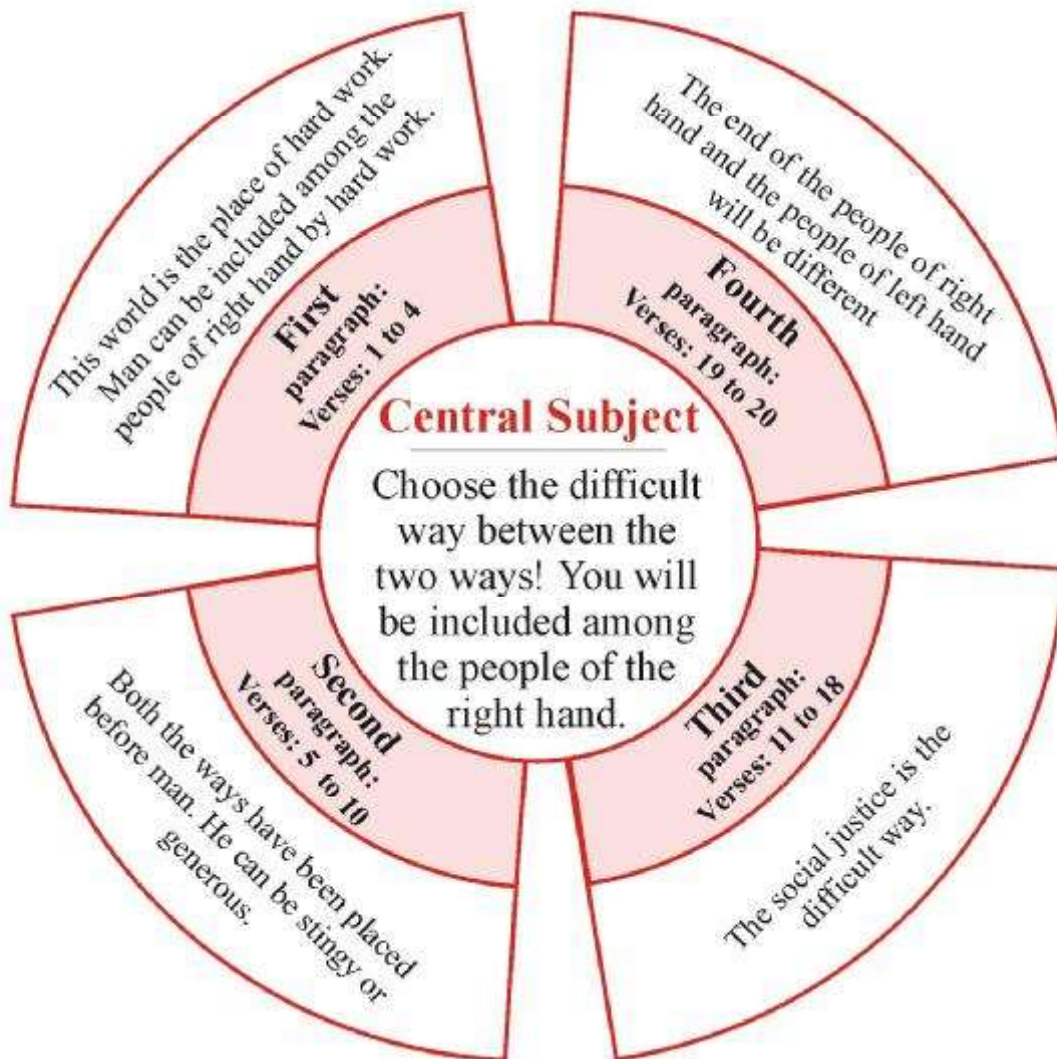 This world is the place of hard work.
Man can be included among the
people of right hand by hard work.
First
paragraph:
Verses: 1 to 4
The end of the people of right
hand and the people of left hand
will be different
Fourth
paragraph:
Verses: 19 to 20
Central Subject
Choose the difficult
way between the
two ways! You will
be included among
the people of the
right hand.
Second
paragraph:
Verses: 5 to 10
Both the ways have been placed
before man. He can be stingy or
generous.
Third
paragraph:
Verses: 11 to 18
The social justice is the
difficult way.